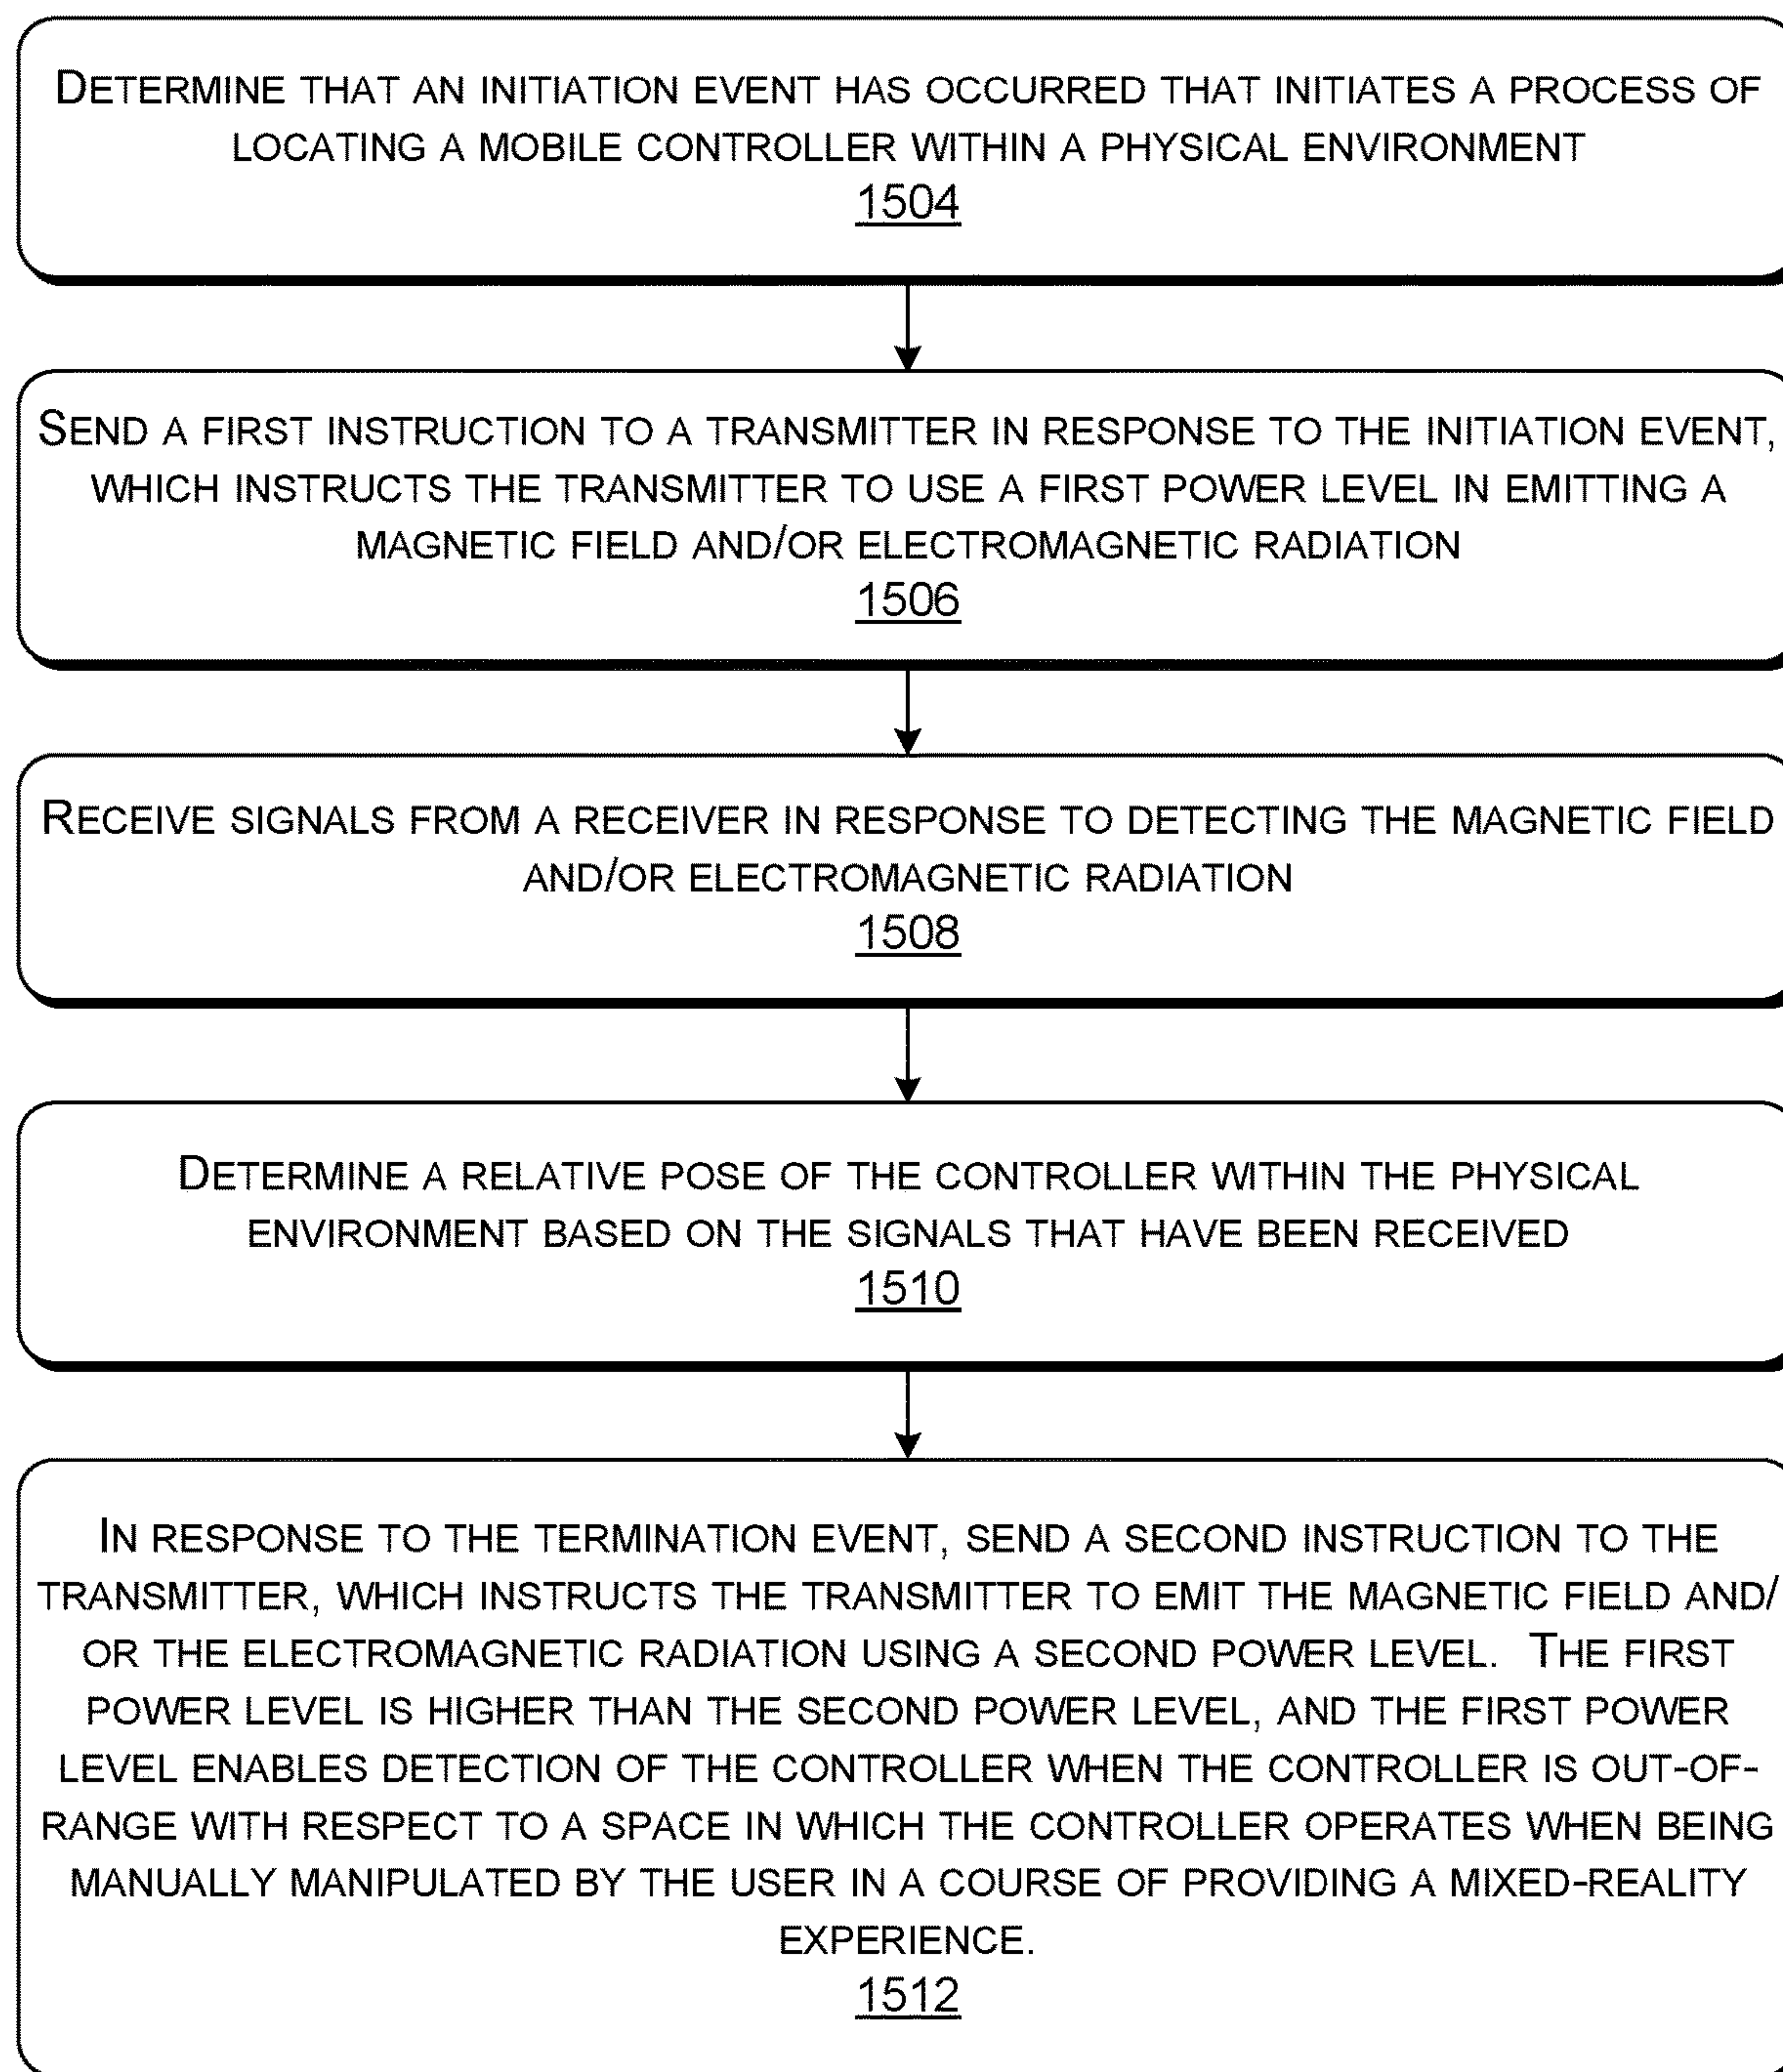 DETERMINE THAT AN INITIATION EVENT HAS OCCURRED THAT INITIATES A PROCESS OF
LOCATING A MOBILE CONTROLLER WITHIN A PHYSICAL ENVIRONMENT
1504
SEND A FIRST INSTRUCTION TO A TRANSMITTER IN RESPONSE TO THE INITIATION EVENT,
WHICH INSTRUCTS THE TRANSMITTER TO USE A FIRST POWER LEVEL IN EMITTING A
MAGNETIC FIELD AND/OR ELECTROMAGNETIC RADIATION
1506
RECEIVE SIGNALS FROM A RECEIVER IN RESPONSE TO DETECTING THE MAGNETIC FIELD
AND/OR ELECTROMAGNETIC RADIATION
1508
DETERMINE A RELATIVE POSE OF THE CONTROLLER WITHIN THE PHYSICAL
ENVIRONMENT BASED ON THE SIGNALS THAT HAVE BEEN RECEIVED
1510
IN RESPONSE TO THE TERMINATION EVENT, SEND A SECOND INSTRUCTION TO THE
TRANSMITTER, WHICH INSTRUCTS THE TRANSMITTER TO EMIT THE MAGNETIC FIELD AND/
OR THE ELECTROMAGNETIC RADIATION USING A SECOND POWER LEVEL. THE FIRST
POWER LEVEL IS HIGHER THAN THE SECOND POWER LEVEL, AND THE FIRST POWER
LEVEL ENABLES DETECTION OF THE CONTROLLER WHEN THE CONTROLLER IS OUT-OF-
RANGE WITH RESPECT TO A SPACE IN WHICH THE CONTROLLER OPERATES WHEN BEING
MANUALLY MANIPULATED BY THE USER IN A COURSE OF PROVIDING A MIXED-REALITY
EXPERIENCE.
1512